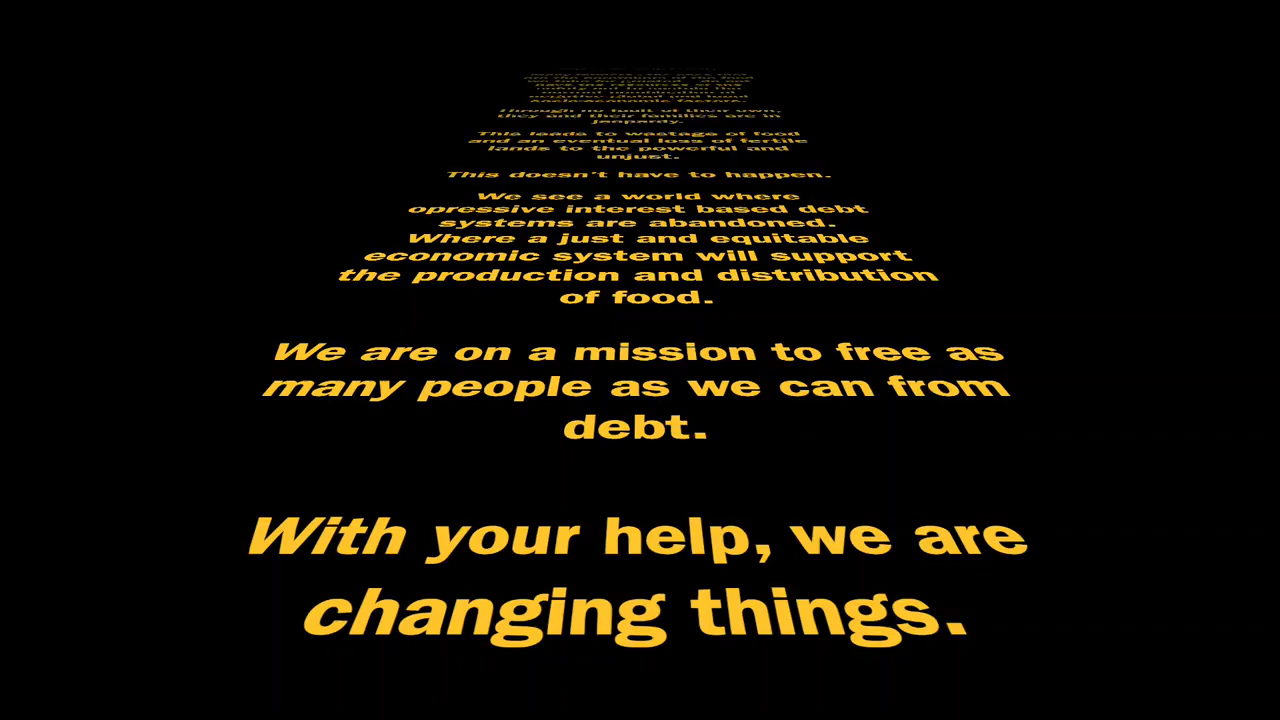 Through no fault of their own,
they and their families are in
jeopardy.
This leads to wastage of food
and an eventual loss of fertile
lands to the powerful and
unjust.
This doesn't have to happen.
We see a world where
opressive interest based debt
systems are abandoned.
Where a just and equitable
economic system will support
the production and distribution
of food.
We are on a mission to free as
many people as we can from
debt.
With your help, we are
changing things.